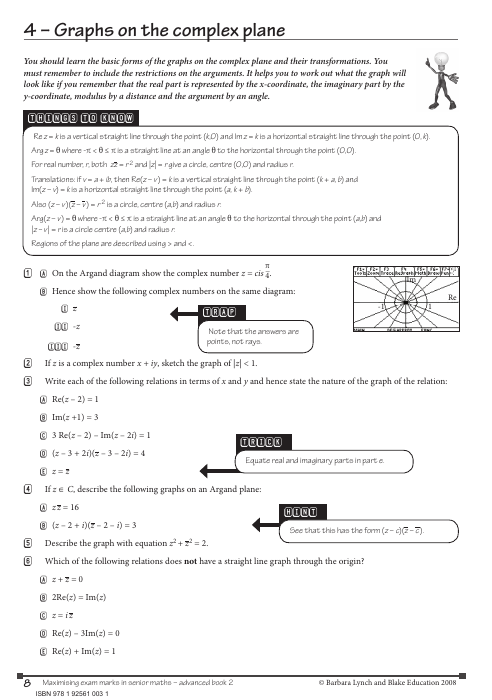 4 – Graphs on the complex plane
You should learn the basic forms of the graphs on the complex plane and their transformations. You
must remember to include the restrictions on the arguments. It helps you to work out what the graph will
look like if you remember that the real part is represented by the x-coordinate, the imaginary part by the
y-coordinate, modulus by a distance and the argument by an angle.
THINGS TO KNOW
Re z = k is a vertical straight line through the point (k,0) and Im z = k is a horizontal straight line through the point (0, k).
Arg z = θ where -π < θ ≤ π is a straight line at an angle θ to the horizontal through the point (0,0).
For real number, r, both zz̅ = r² and |z| = r give a circle, centre (0,0) and radius r.
Translations: if v = a + ib, then Re(z – v) = k is a vertical straight line through the point (k + a, b) and
Im(z – v) = k is a horizontal straight line through the point (a, k + b).
Also (z – v)(z̅ – v̅) = r² is a circle, centre (a,b) and radius r.
Arg(z – v) = θ where -π < θ ≤ π is a straight line at an angle θ to the horizontal through the point (a,b) and
|z – v| = r is a circle centre (a,b) and radius r.
Regions of the plane are described using > and <.
1 A On the Argand diagram show the complex number z = cis π/4.
B Hence show the following complex numbers on the same diagram:
I z̅
II -z
III -z̅
TRAP
Note that the answers are
points, not rays.
Im
Re
-1
1
2 If z is a complex number x + iy, sketch the graph of |z| < 1.
3 Write each of the following relations in terms of x and y and hence state the nature of the graph of the relation:
A Re(z – 2) = 1
B Im(z +1) = 3
C 3 Re(z – 2) – Im(z – 2i) = 1
D (z – 3 + 2i)(z̅ – 3 – 2i) = 4
E z = z̅
TRICK
Equate real and imaginary parts in part e.
4 If z ∈ C, describe the following graphs on an Argand plane:
A zz̅ = 16
B (z – 2 + i)(z̅ – 2 – i) = 3
HINT
See that this has the form (z – c)(z̅ – c̅).
5 Describe the graph with equation z² + z̅² = 2.
6 Which of the following relations does not have a straight line graph through the origin?
A z + z̅ = 0
B 2Re(z) = Im(z)
C z = iz̅
D Re(z) – 3Im(z) = 0
E Re(z) + Im(z) = 1
8 Maximising exam marks in senior maths – advanced book 2 © Barbara Lynch and Blake Education 2008
ISBN 978 1 92561 003 1